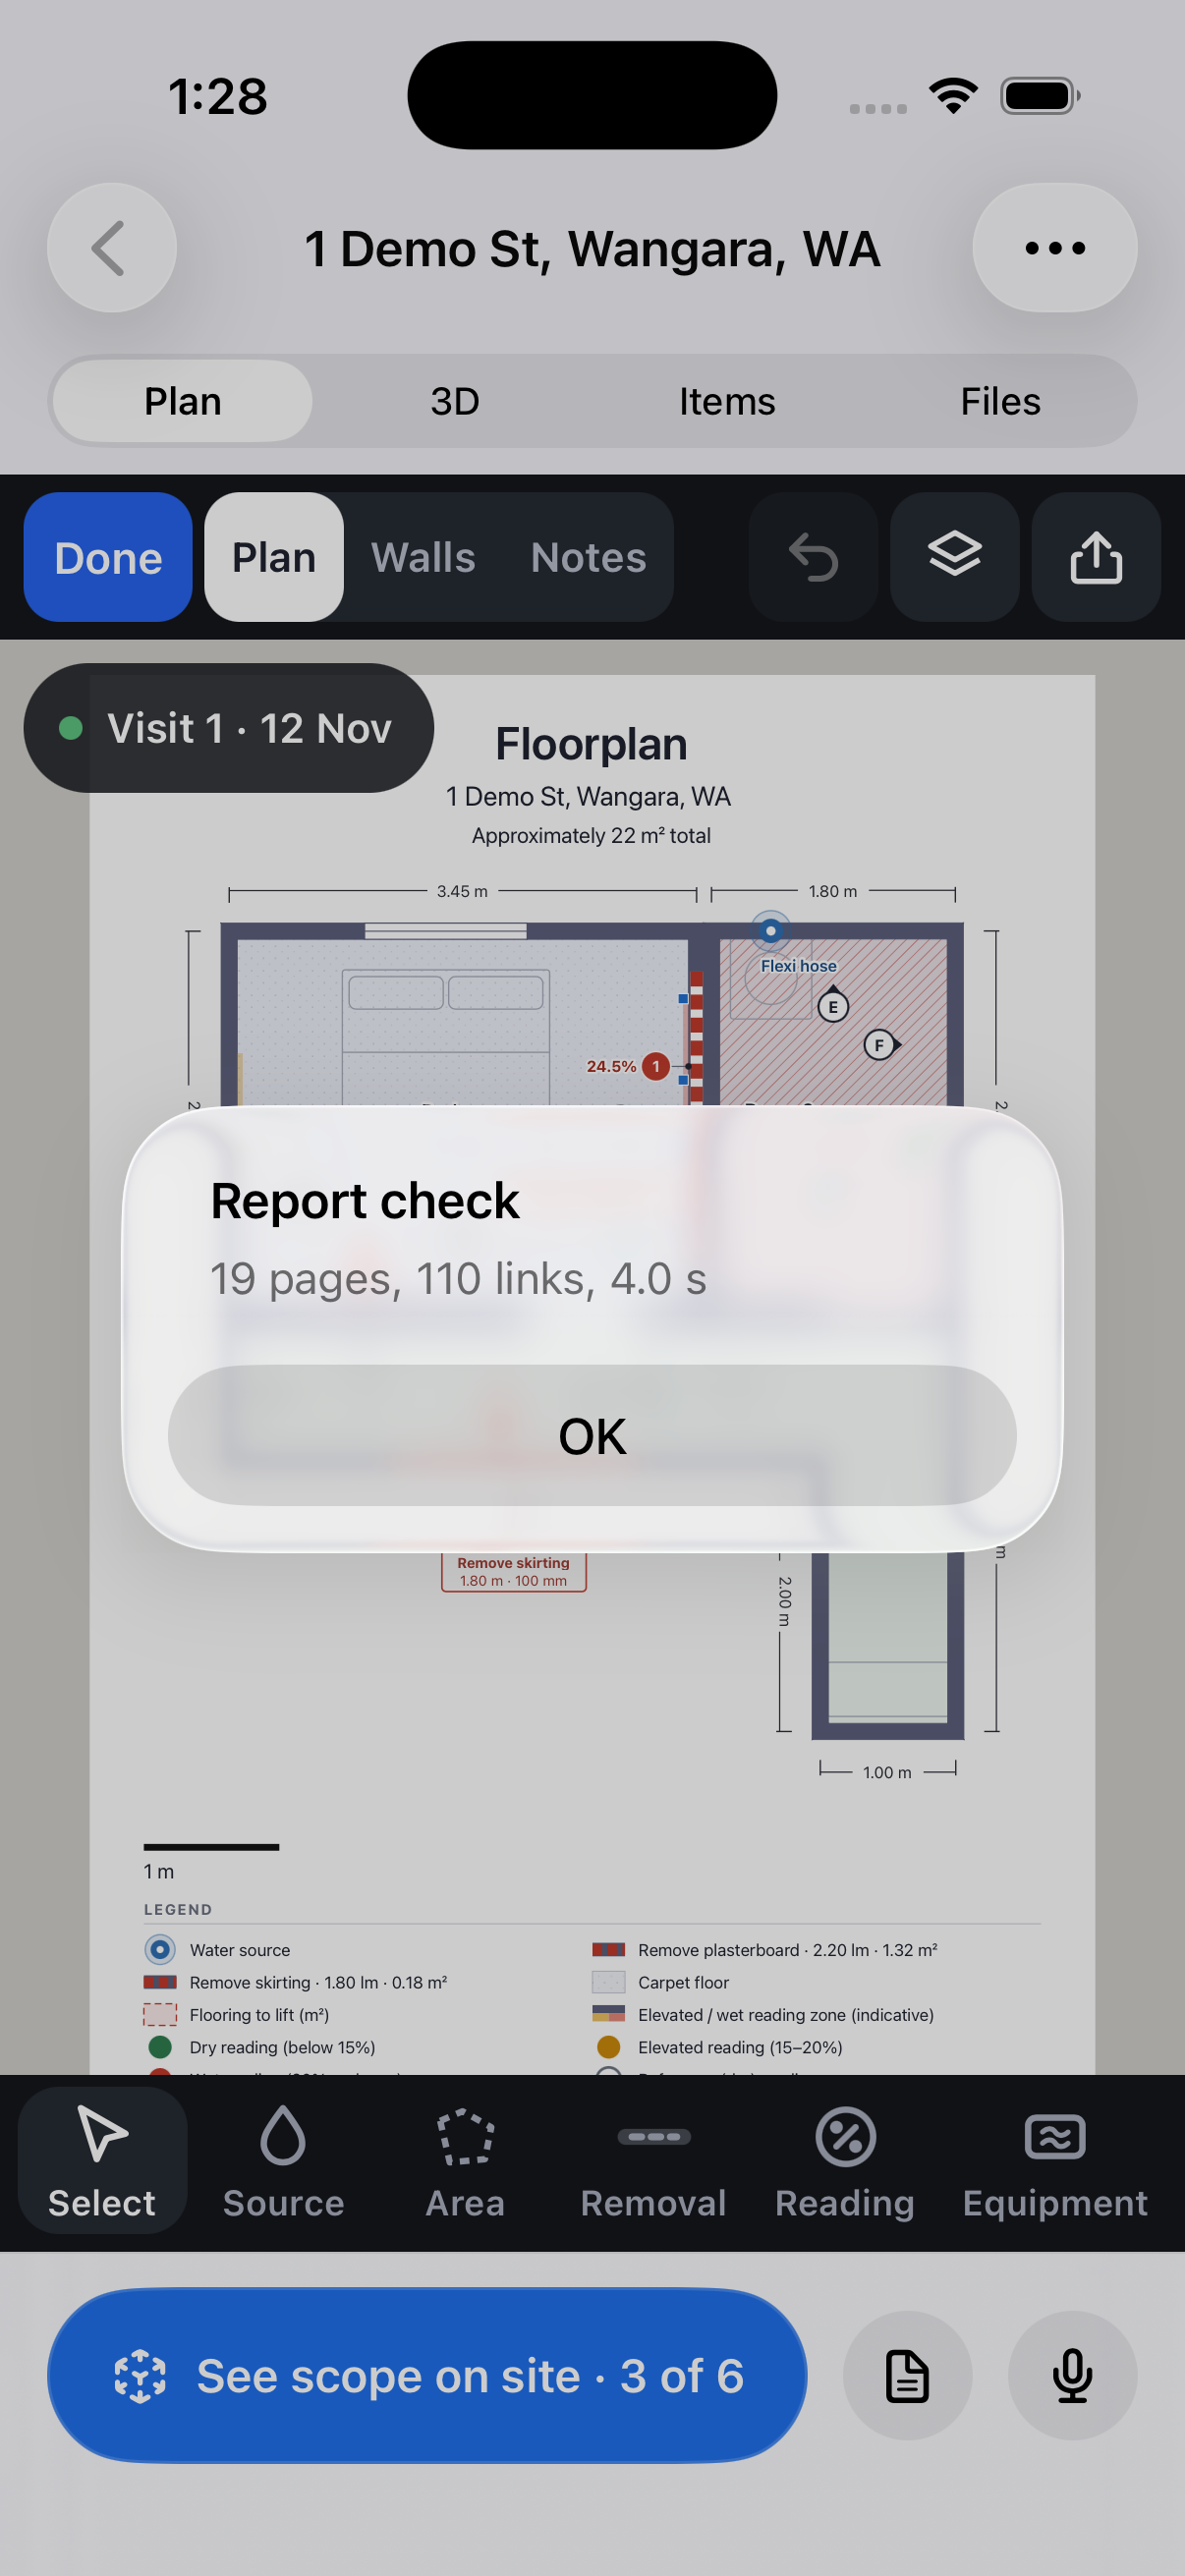 1:28
1 Demo St, Wangara, WA
Plan 3D Items Files
Done Plan Walls Notes
Visit 1 · 12 Nov
Floorplan
1 Demo St, Wangara, WA
Approximately 22 m² total
3.45 m 1.80 m
Flexi hose
E
F
24.5% 1
Report check
19 pages, 110 links, 4.0 s
OK
Remove skirting
1.80 m · 100 mm
2.00 m
m
1.00 m
1 m
LEGEND
Water source Remove plasterboard · 2.20 lm · 1.32 m²
Remove skirting · 1.80 lm · 0.18 m² Carpet floor
Flooring to lift (m²) Elevated / wet reading zone (indicative)
Dry reading (below 15%) Elevated reading (15–20%)
Select Source Area Removal Reading Equipment
See scope on site · 3 of 6